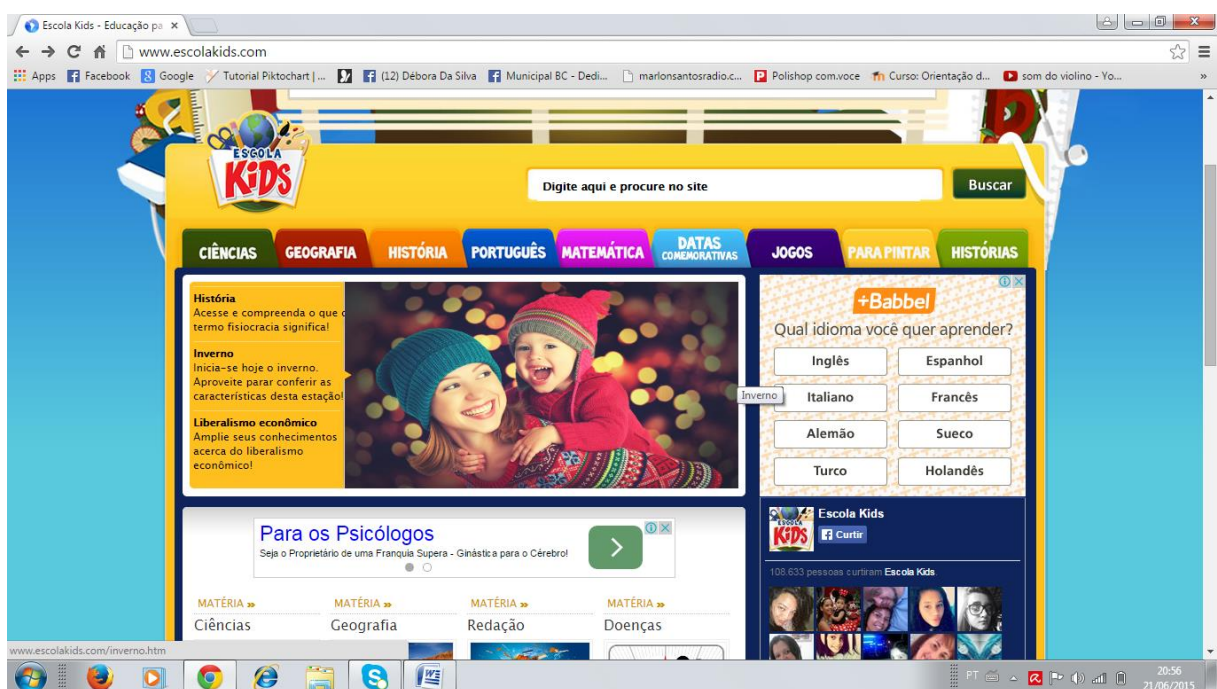 Escola Kids - Educação pa
www.escolakids.com
Apps Facebook Google Tutorial Piktochart | ... (12) Débora Da Silva Municipal BC - Dedi... marlonsantosradio.c... Polishop com.voce Curso: Orientação d... som do violino - Yo... »
ESCOLA
KiDS
Digite aqui e procure no site
Buscar
CIÊNCIAS GEOGRAFIA HISTÓRIA PORTUGUÊS MATEMÁTICA DATAS COMEMORATIVAS JOGOS PARA PINTAR HISTÓRIAS
História
Acesse e compreenda o que o
termo fisiocracia significa!
Inverno
Inicia-se hoje o inverno.
Aproveite parar conferir as
características desta estação!
Liberalismo econômico
Amplie seus conhecimentos
acerca do liberalismo
econômico!
Inverno
+Babbel
Qual idioma você quer aprender?
Inglês Espanhol
Italiano Francês
Alemão Sueco
Turco Holandês
Para os Psicólogos
Seja o Proprietário de uma Franquia Supera - Ginástica para o Cérebro!
MATÉRIA » MATÉRIA » MATÉRIA » MATÉRIA »
Ciências Geografia Redação Doenças
ESCOLA
KiDS
Escola Kids
Curtir
108.633 pessoas curtiram Escola Kids.
www.escolakids.com/inverno.htm
PT
20:56
21/06/2015